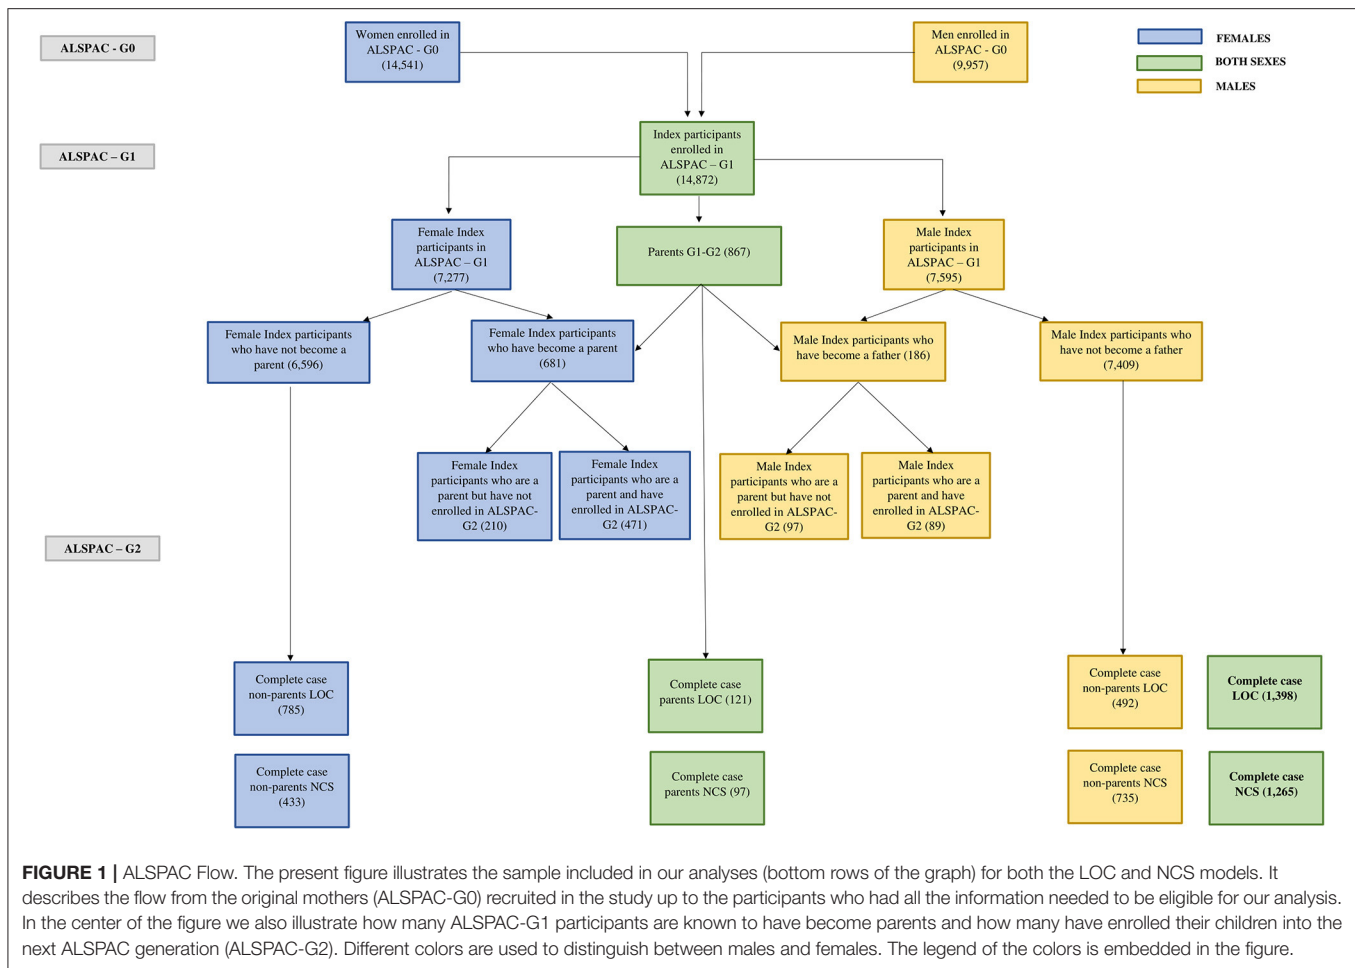 ALSPAC - G0
Women enrolled in
ALSPAC - G0
(14,541)
Men enrolled in
ALSPAC - G0
(9,957)
FEMALES
BOTH SEXES
MALES
ALSPAC – G1
Index participants
enrolled in
ALSPAC – G1
(14,872)
Female Index
participants in
ALSPAC – G1
(7,277)
Parents G1-G2 (867)
Male Index
participants in
ALSPAC – G1
(7,595)
Female Index participants
who have not become a
parent (6,596)
Female Index participants
who have become a parent
(681)
Male Index participants who
have become a father (186)
Male Index participants who
have not become a father
(7,409)
Female Index
participants who are a
parent but have not
enrolled in ALSPAC-
G2 (210)
Female Index
participants who are a
parent and have
enrolled in ALSPAC-
G2 (471)
Male Index
participants who are a
parent but have not
enrolled in ALSPAC-
G2 (97)
Male Index
participants who are a
parent and have
enrolled in ALSPAC-
G2 (89)
ALSPAC – G2
Complete case
non-parents LOC
(785)
Complete case
parents LOC (121)
Complete case
non-parents LOC
(492)
Complete case
LOC (1,398)
Complete case
non-parents NCS
(433)
Complete case
parents NCS (97)
Complete case
non-parents NCS
(735)
Complete case
NCS (1,265)
FIGURE 1 | ALSPAC Flow. The present figure illustrates the sample included in our analyses (bottom rows of the graph) for both the LOC and NCS models. It
describes the flow from the original mothers (ALSPAC-G0) recruited in the study up to the participants who had all the information needed to be eligible for our analysis.
In the center of the figure we also illustrate how many ALSPAC-G1 participants are known to have become parents and how many have enrolled their children into the
next ALSPAC generation (ALSPAC-G2). Different colors are used to distinguish between males and females. The legend of the colors is embedded in the figure.